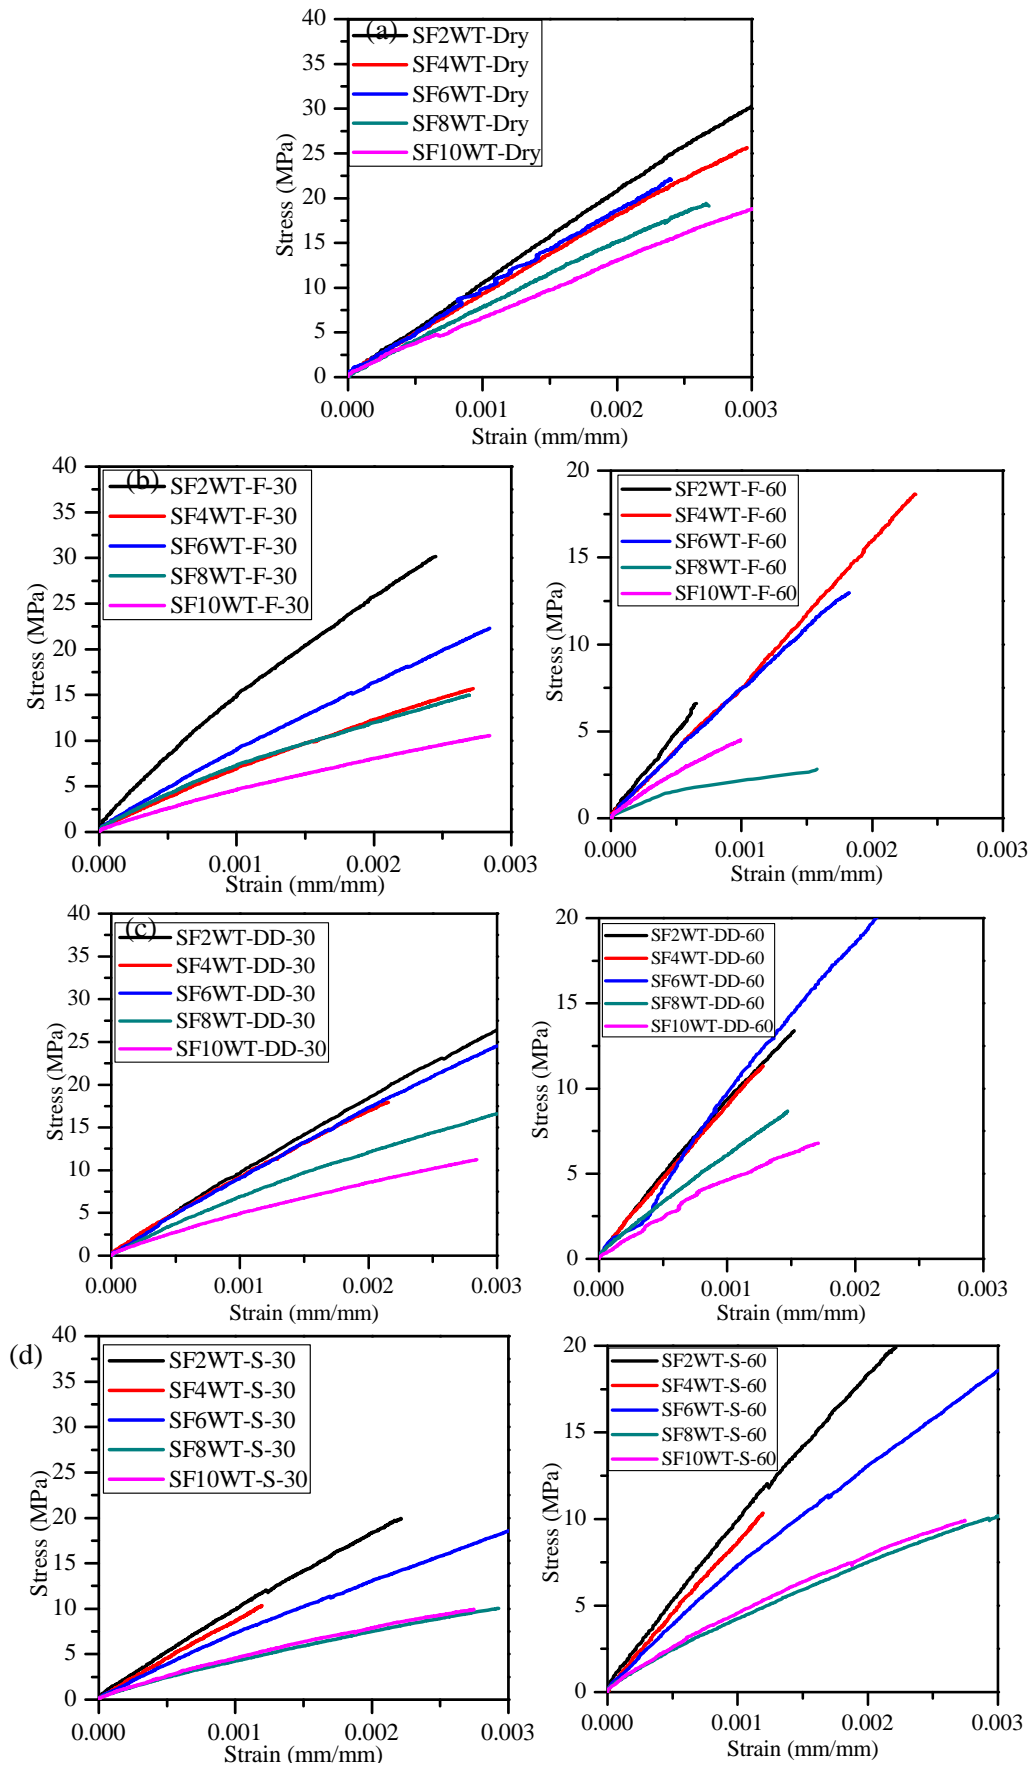 (a)
SF2WT-Dry
SF4WT-Dry
SF6WT-Dry
SF8WT-Dry
SF10WT-Dry
40
35
30
25
20
15
10
5
0
Stress (MPa)
0.000 0.001 0.002 0.003
Strain (mm/mm)
(b)
SF2WT-F-30
SF4WT-F-30
SF6WT-F-30
SF8WT-F-30
SF10WT-F-30
40
35
30
25
20
15
10
5
0
Stress (MPa)
0.000 0.001 0.002 0.003
Strain (mm/mm)
SF2WT-F-60
SF4WT-F-60
SF6WT-F-60
SF8WT-F-60
SF10WT-F-60
20
15
10
5
0
Stress (MPa)
0.000 0.001 0.002 0.003
Strain (mm/mm)
(c)
SF2WT-DD-30
SF4WT-DD-30
SF6WT-DD-30
SF8WT-DD-30
SF10WT-DD-30
40
35
30
25
20
15
10
5
0
Stress (MPa)
0.000 0.001 0.002 0.003
Strain (mm/mm)
SF2WT-DD-60
SF4WT-DD-60
SF6WT-DD-60
SF8WT-DD-60
SF10WT-DD-60
20
15
10
5
0
Stress (MPa)
0.000 0.001 0.002 0.003
Strain (mm/mm)
(d)
SF2WT-S-30
SF4WT-S-30
SF6WT-S-30
SF8WT-S-30
SF10WT-S-30
40
35
30
25
20
15
10
5
0
Stress (MPa)
0.000 0.001 0.002 0.003
Strain (mm/mm)
SF2WT-S-60
SF4WT-S-60
SF6WT-S-60
SF8WT-S-60
SF10WT-S-60
20
15
10
5
0
Stress (MPa)
0.000 0.001 0.002 0.003
Strain (mm/mm)